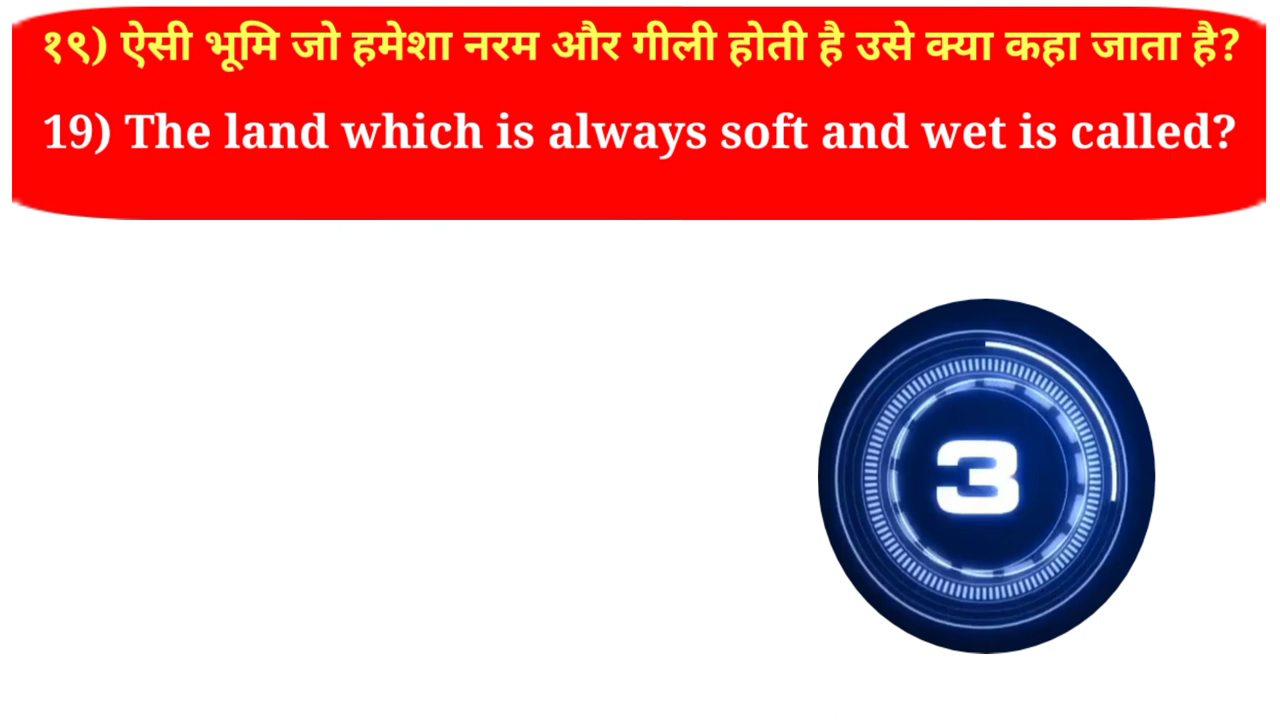 १९) ऐसी भूमि जो हमेशा नरम और गीली होती है उसे क्या कहा जाता है?
19) The land which is always soft and wet is called?
3